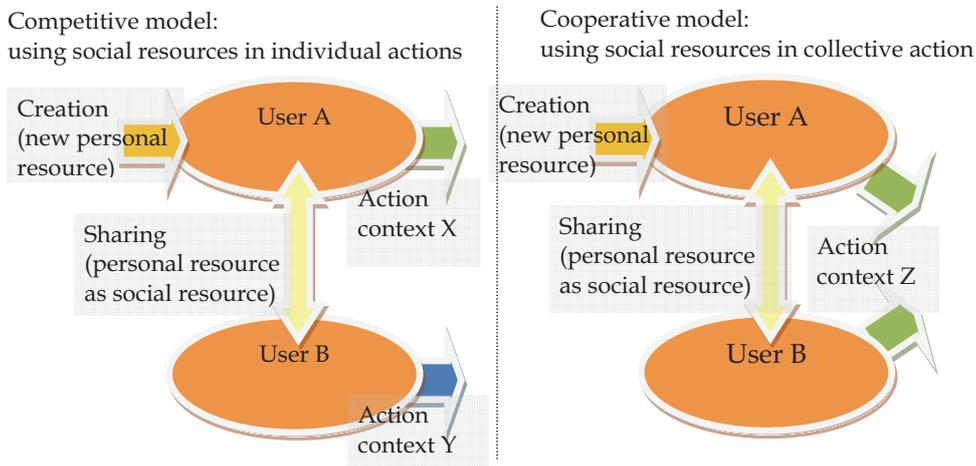 Competitive model:
using social resources in individual actions
Creation
(new personal
resource)
User A
Action
context X
Sharing
(personal resource
as social resource)
User B
Action
context Y
Cooperative model:
using social resources in collective action
Creation
(new personal
resource)
User A
Sharing
(personal resource
as social resource)
Action
context Z
User B